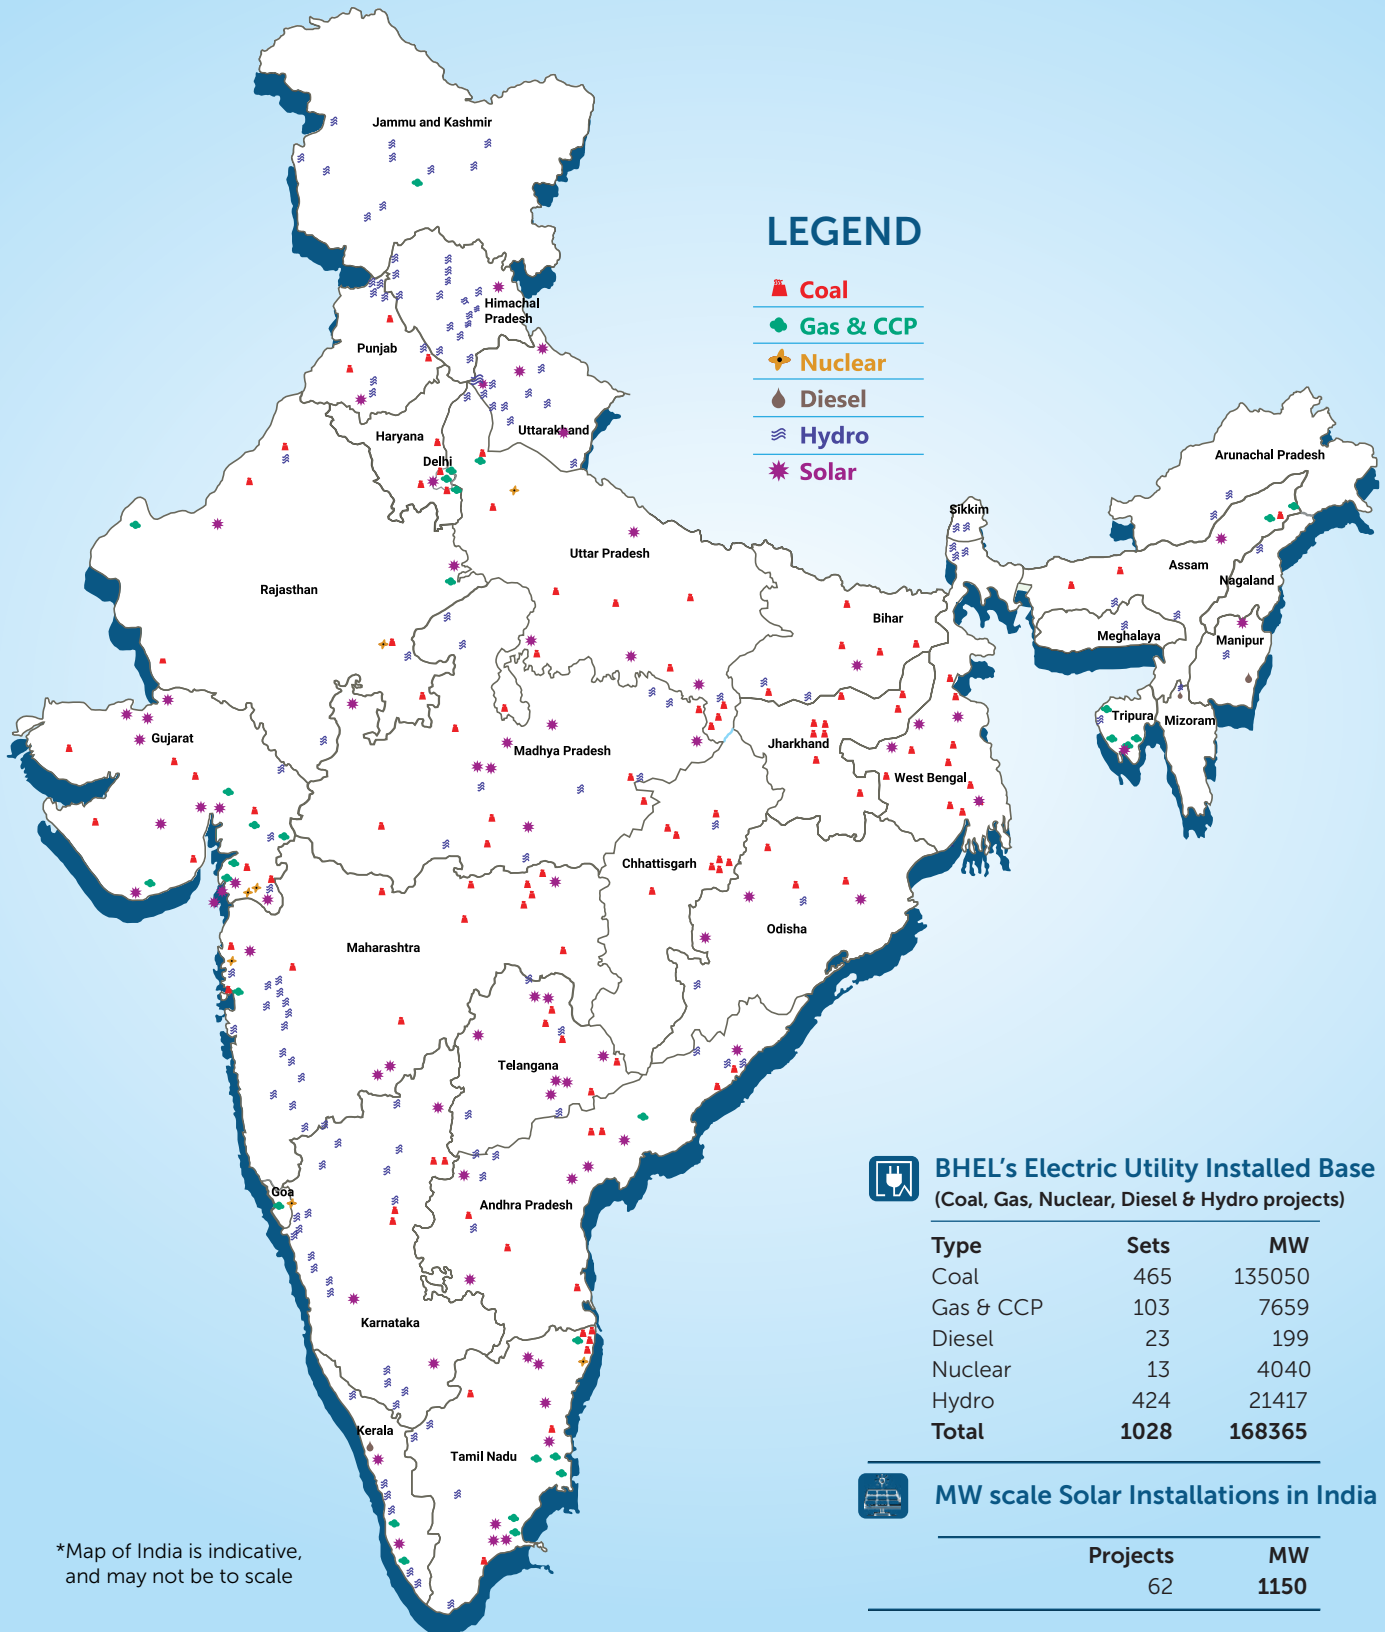 Jammu and Kashmir
LEGEND
Coal
Gas & CCP
Nuclear
Diesel
Hydro
Solar
Himachal
Pradesh
Punjab
Uttarakhand
Haryana
Delhi
Arunachal Pradesh
Sikkim
Uttar Pradesh
Assam
Nagaland
Rajasthan
Bihar
Meghalaya
Manipur
Gujarat
Tripura
Mizoram
Madhya Pradesh
Jharkhand
West Bengal
Chhattisgarh
Odisha
Maharashtra
Telangana
Goa
Andhra Pradesh
Karnataka
Kerala
Tamil Nadu
BHEL's Electric Utility Installed Base
(Coal, Gas, Nuclear, Diesel & Hydro projects)
Type Sets MW
Coal 465 135050
Gas & CCP 103 7659
Diesel 23 199
Nuclear 13 4040
Hydro 424 21417
Total 1028 168365
MW scale Solar Installations in India
Projects MW
62 1150
*Map of India is indicative,
and may not be to scale